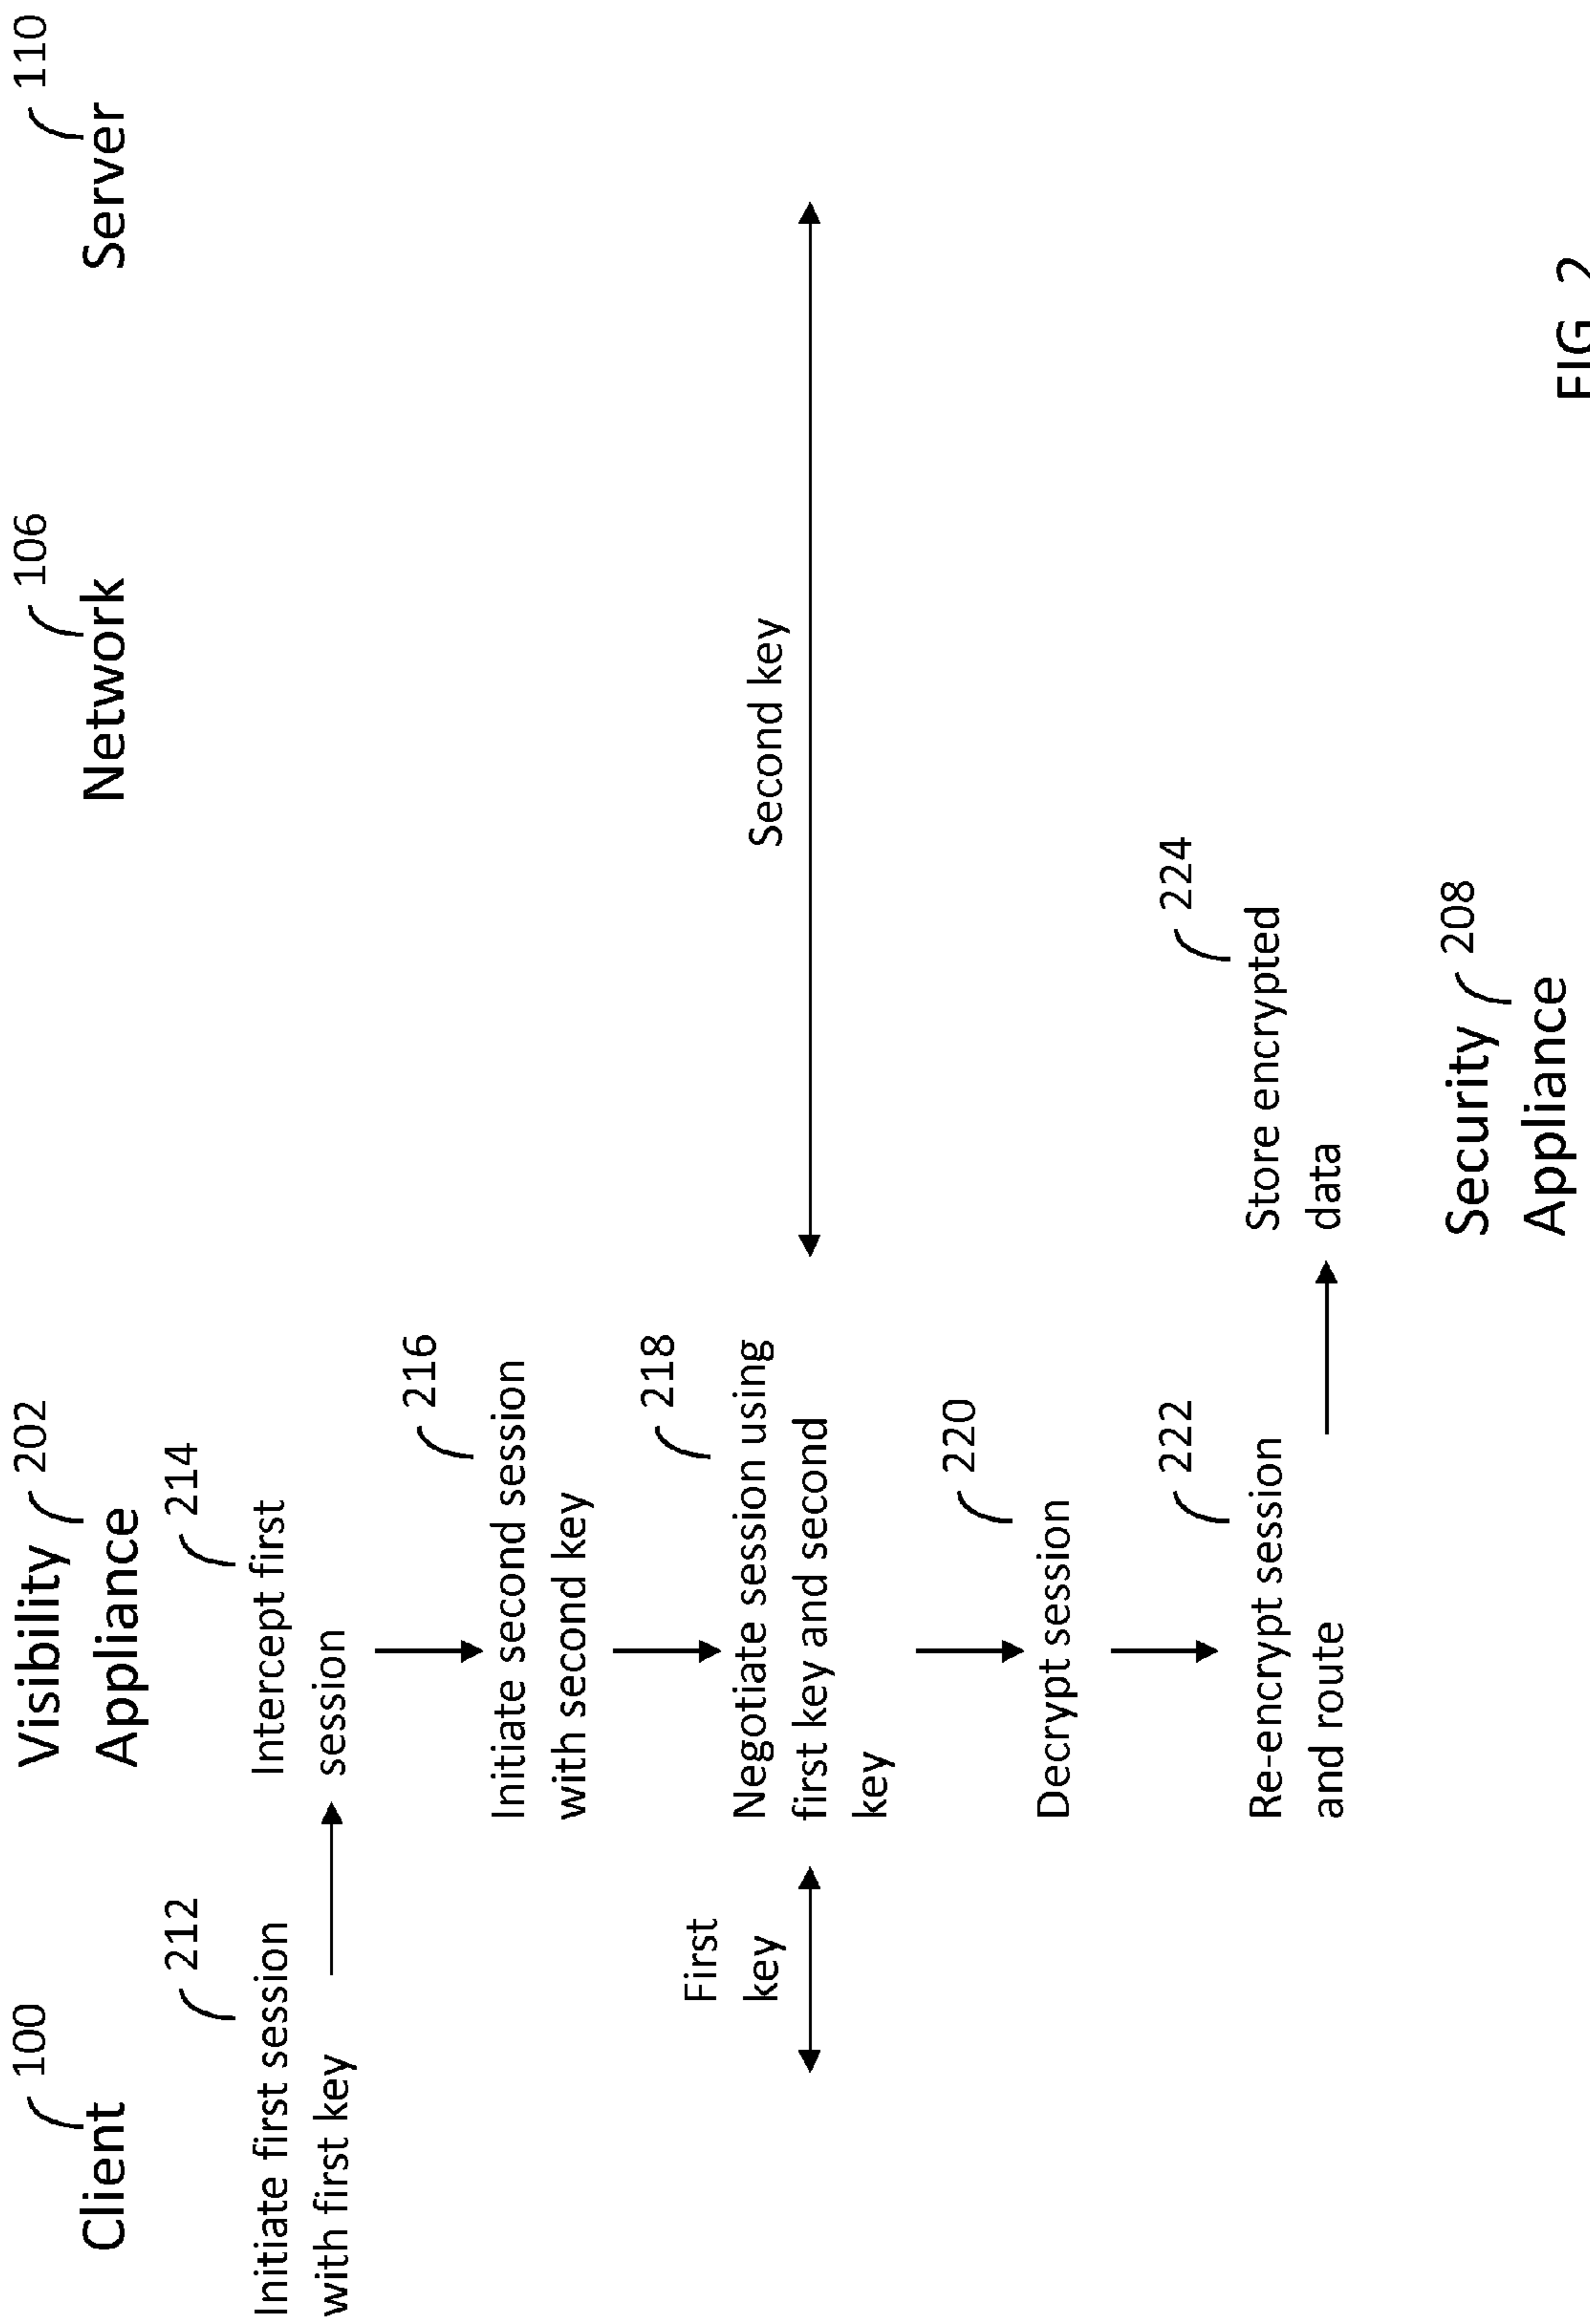 Client 100
Visibility 202
Appliance
Network 106
Server 110
212
Initiate first session
with first key
214
Intercept first
session
216
Initiate second session
with second key
218
Negotiate session using
first key and second
key
First
key
Second key
220
Decrypt session
222
Re-encrypt session
and route
224
Store encrypted
data
Security 208
Appliance
FIG. 2